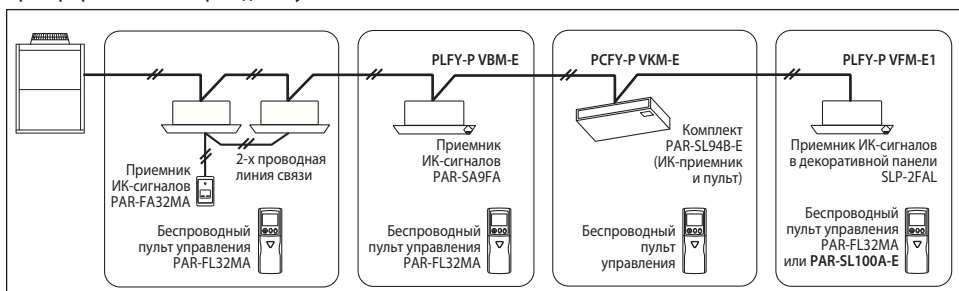 PLFY-P VBM-E
PCFY-P VKM-E
PLFY-P VFM-E1
Приемник
ИК-сигналов
PAR-FA32MA
2-х проводная
линия связи
Беспроводный
пульт управления
PAR-FL32MA
Приемник
ИК-сигналов
PAR-SA9FA
Беспроводный
пульт управления
PAR-FL32MA
Комплект
PAR-SL94B-E
(ИК-приемник
и пульт)
Беспроводный
пульт
управления
Приемник ИК-сигналов
в декоративной панели
SLP-2FAL
Беспроводный
пульт управления
PAR-FL32MA
или PAR-SL100A-E